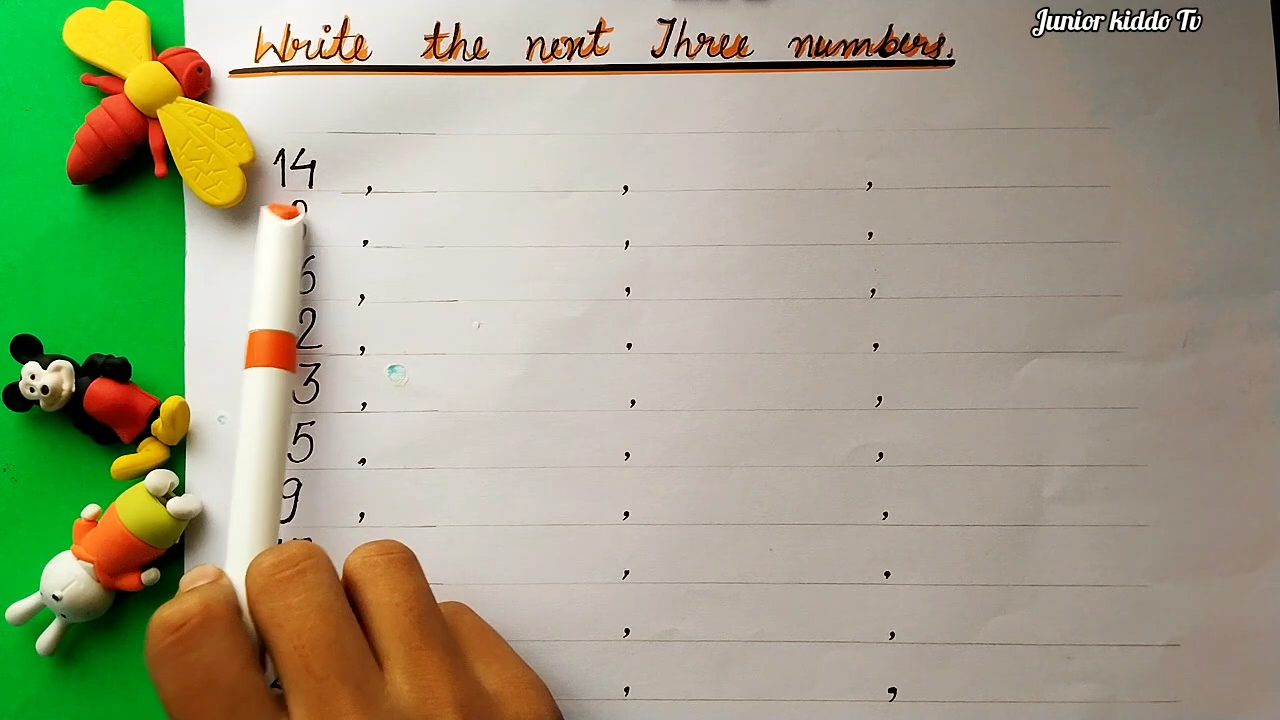 Junior kiddo Tv
Write the next Three numbers.
14 , , ,
, , ,
6 , , ,
2 , , ,
3 , , ,
5 , , ,
9 , , ,
, ,
, ,
, ,